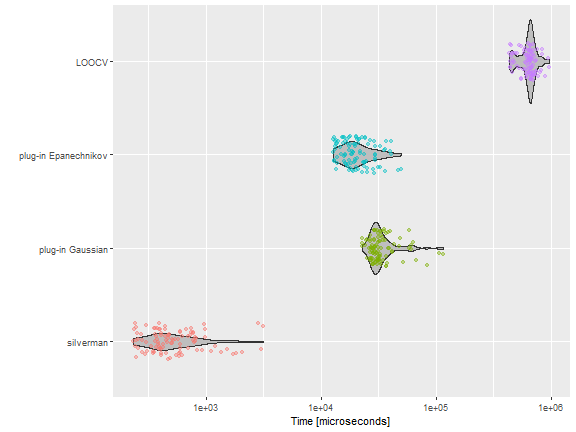 LOOCV
plug-in Epanechnikov
plug-in Gaussian
silverman
1e+03 1e+04 1e+05 1e+06
Time [microseconds]